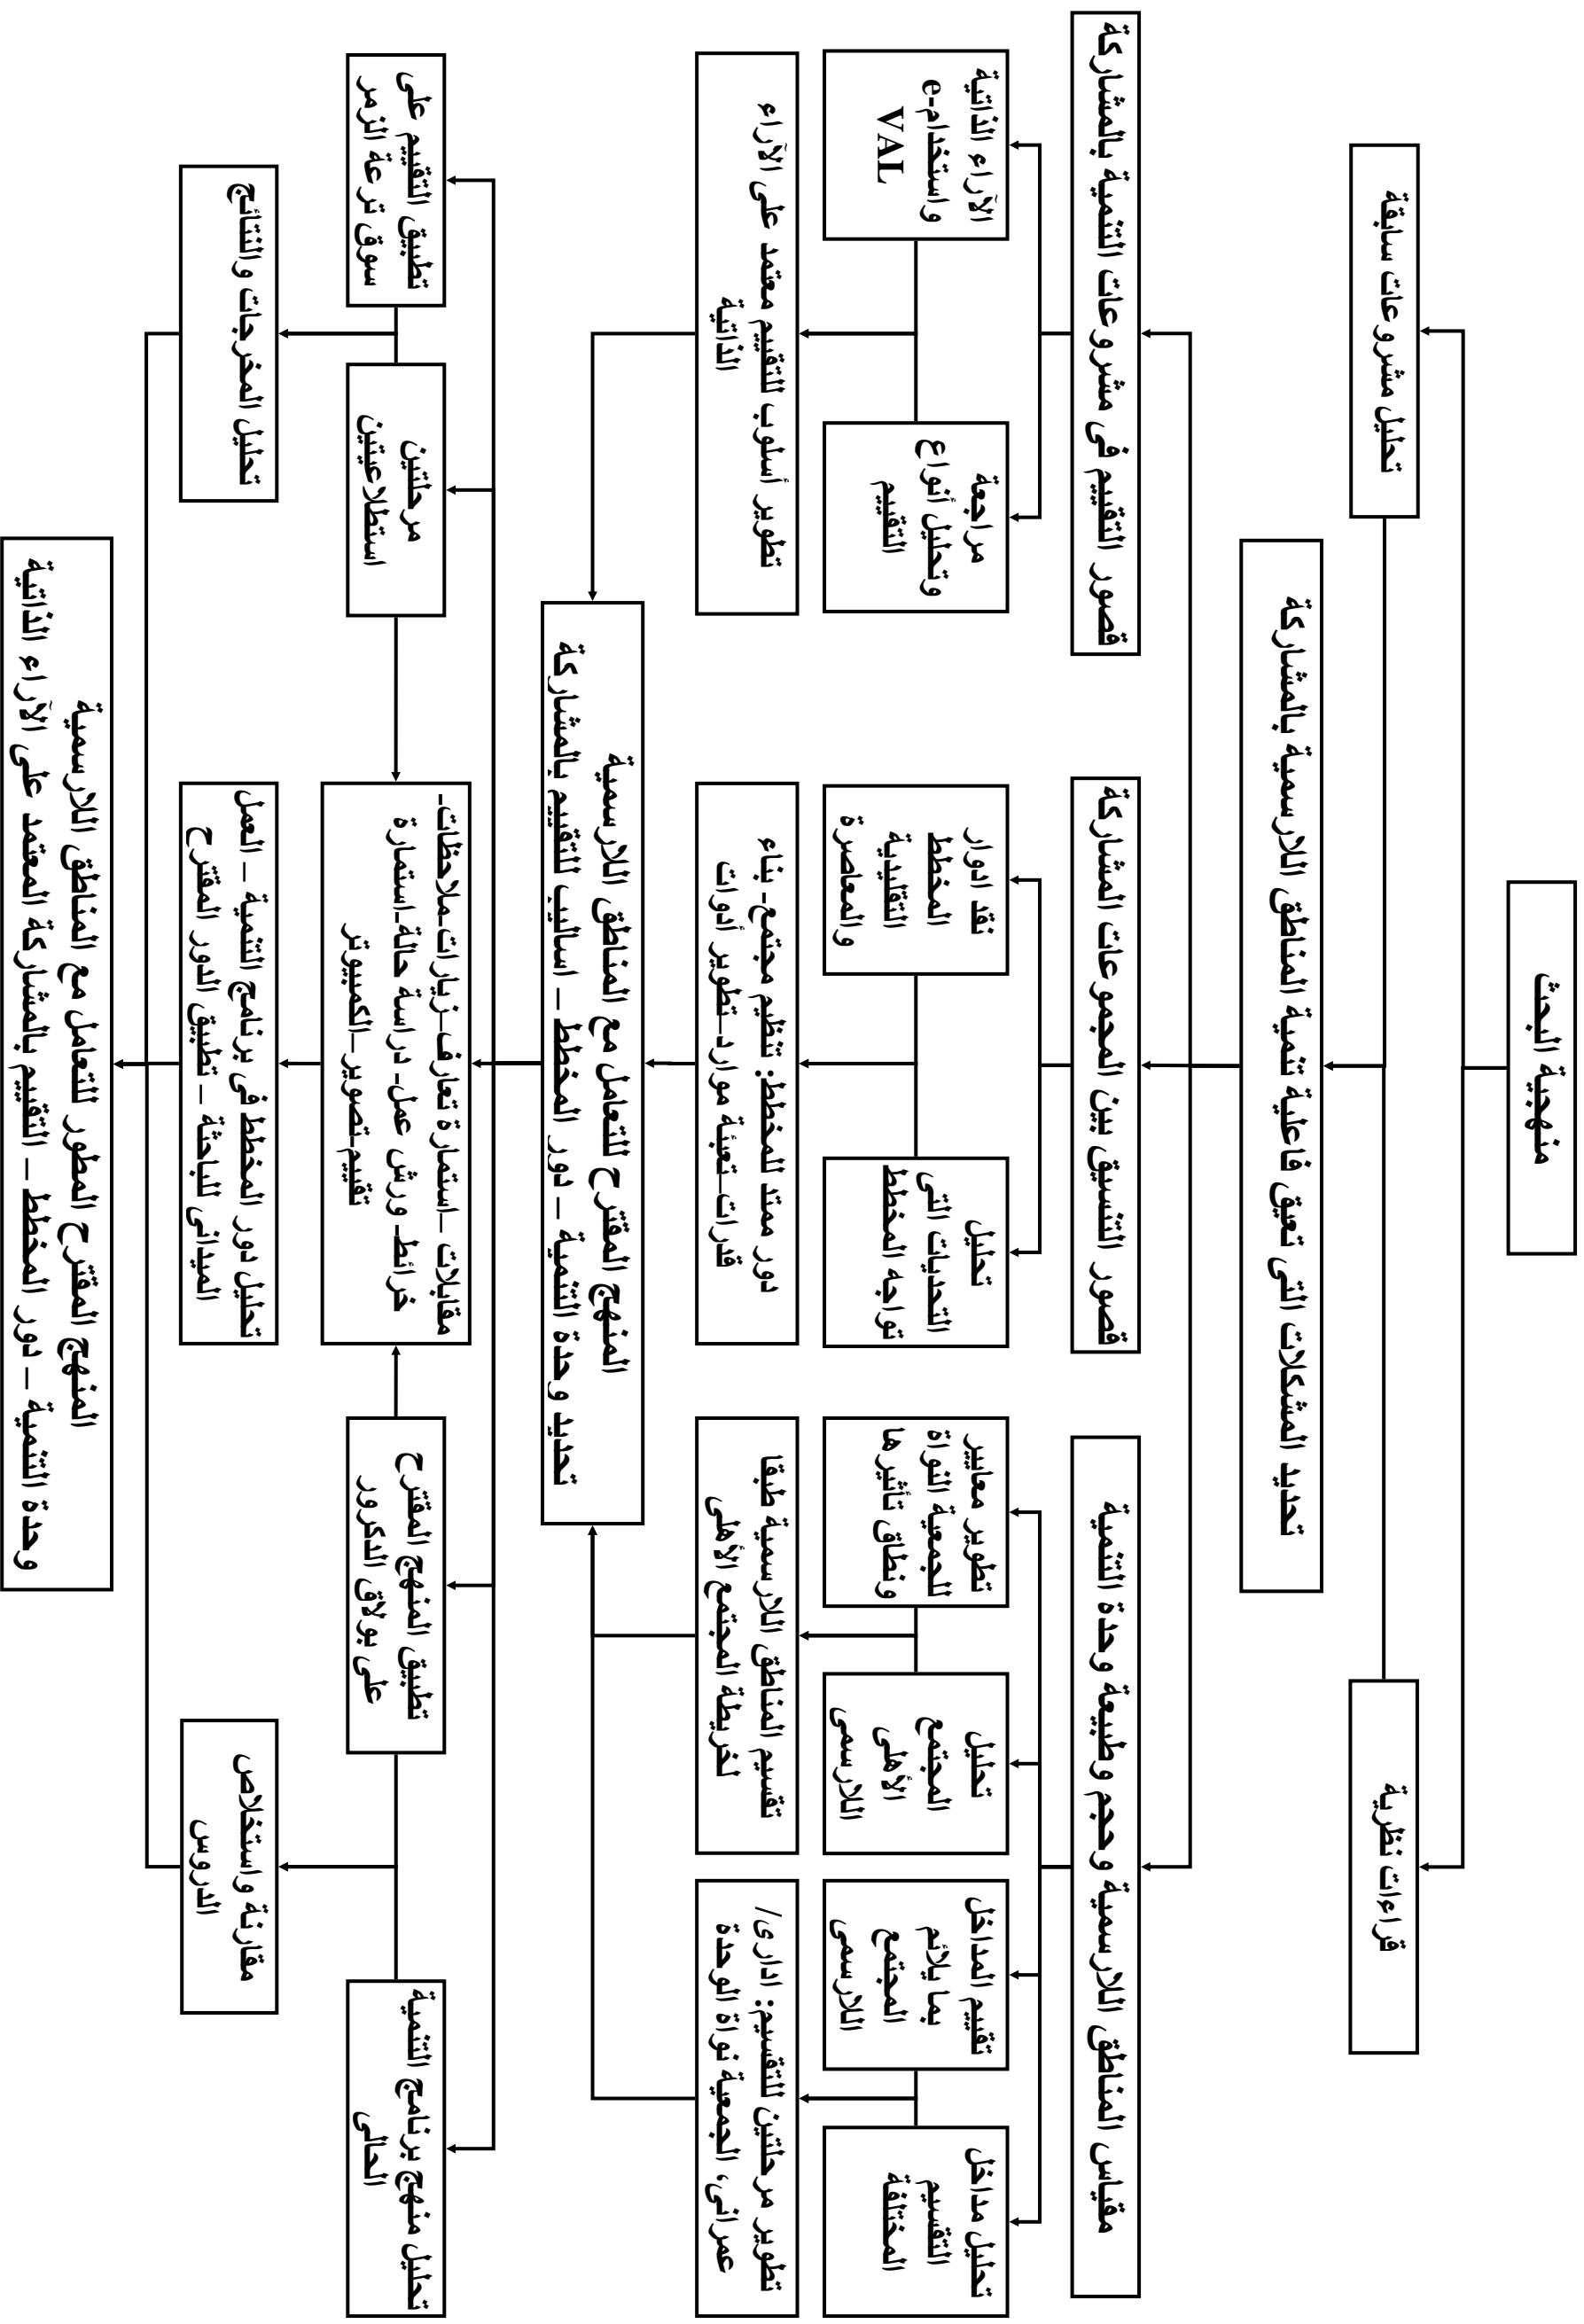 منهجية البحث
قراءات نظرية
تحليل مشروعات سابقة
تحديد المشكلات التى تعيق فاعلية تنمية المناطق اللارسمية بالمشاركة
مقياس المناطق اللارسمية وحجم وطبيعة وحدة التنمية
قصور التنسيق بين المجموعات المشاركة
قصور التقييم فى مشروعات التنمية بالمشاركة
تحليل مداخل
التقسيم
المختلفة
تقييم المداخل
بما يلائم
المجتمع
اللارسمى
تحليل
المجتمع
الأهلى
اللارسمى
تطوير معايير
للجمعية النواة
ونطاق تأثيرها
تحليل
التحديات التى
تواجه المخطط
نقد ادوار
المخطط
التقليدية
والمعاصرة
مراجعة
وتحليل أنواع
التقييم
الآراء الذاتية
واستخدام e-
VAL
تطوير مرحلتين للتقسيم: ادارى/
عمرانى، الجمعية نواة الوحدة
تقسيم المناطق اللارسمية طبقا
لخريطة المجتمع الأهلى
دور ممتد للمخطط: تنظيم مجتمع- بناء
قدرات–تعبئة موارد–تطوير أدوات
تطوير أسلوب للتقييم معتمد على الآراء
الذاتية
المنهج المقترح للتعامل مع المناطق اللارسمية
تحديد وحدة التنمية – دور المخطط – اساليب للتقييم بالمشاركة
تحليل منهج برنامج التنمية
الحالى
تطبيق المنهج المقترح
على بولاق الدكرور
مقابلات –استمارة تعارف–زيارات-ملاحظات-
خرائط- ورش عمل- دراسة حالة-استمارة
تقييم-تصوير–الكمبيوتر
مرحلتين
استطلاعيتين
تطبيق التقييم على
سوق ترعة الزمر
مقارنة واستخلاص
الدروس
تحليل دور المخطط فى برنامج التنمية – العمل
الميدانى للباحثة – تطبيق الدور المقترح
تحليل المخرجات والنتائج
المنهج المقترح المطور للتعامل مع المناطق اللارسمية
وحدة التنمية – دور المخطط – التقييم بالمشاركة المعتمد على الآراء الذاتية